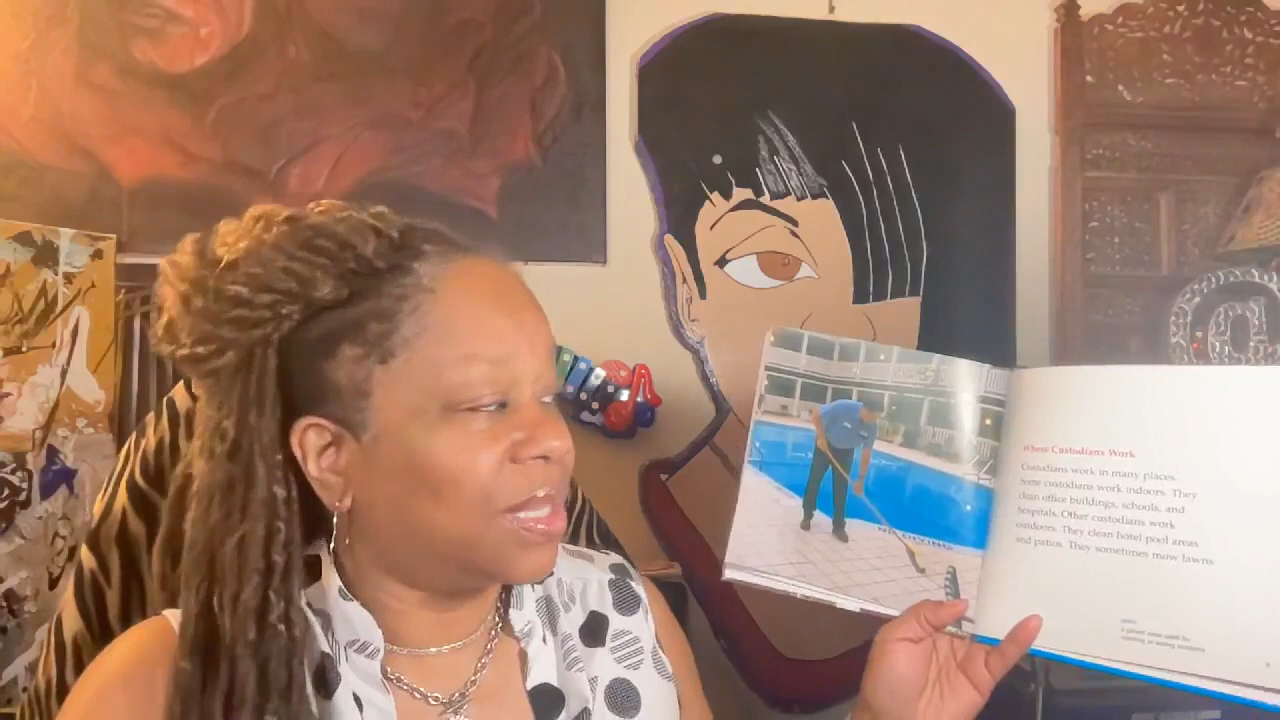 NO DIVING
Where Custodians Work
Custodians work in many places.
Some custodians work indoors. They
clean office buildings, schools, and
hospitals. Other custodians work
outdoors. They clean hotel pool areas
and patios. They sometimes mow lawns
@